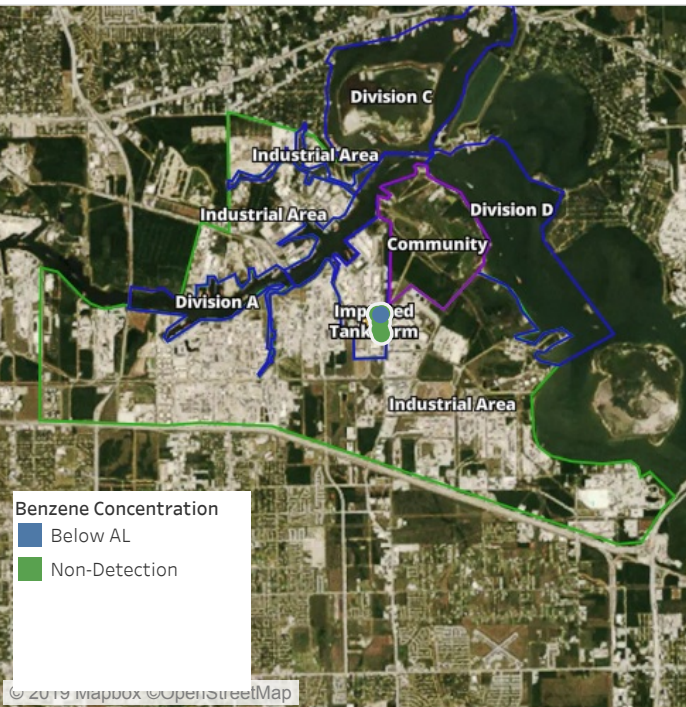 Division C
Industrial Area
Industrial Area
Division D
Community
Division A
Tank
Industrial Area
Benzene Concentration
Below AL
Non-Detection
© 2019 Mapbox ©OpenStreetMap